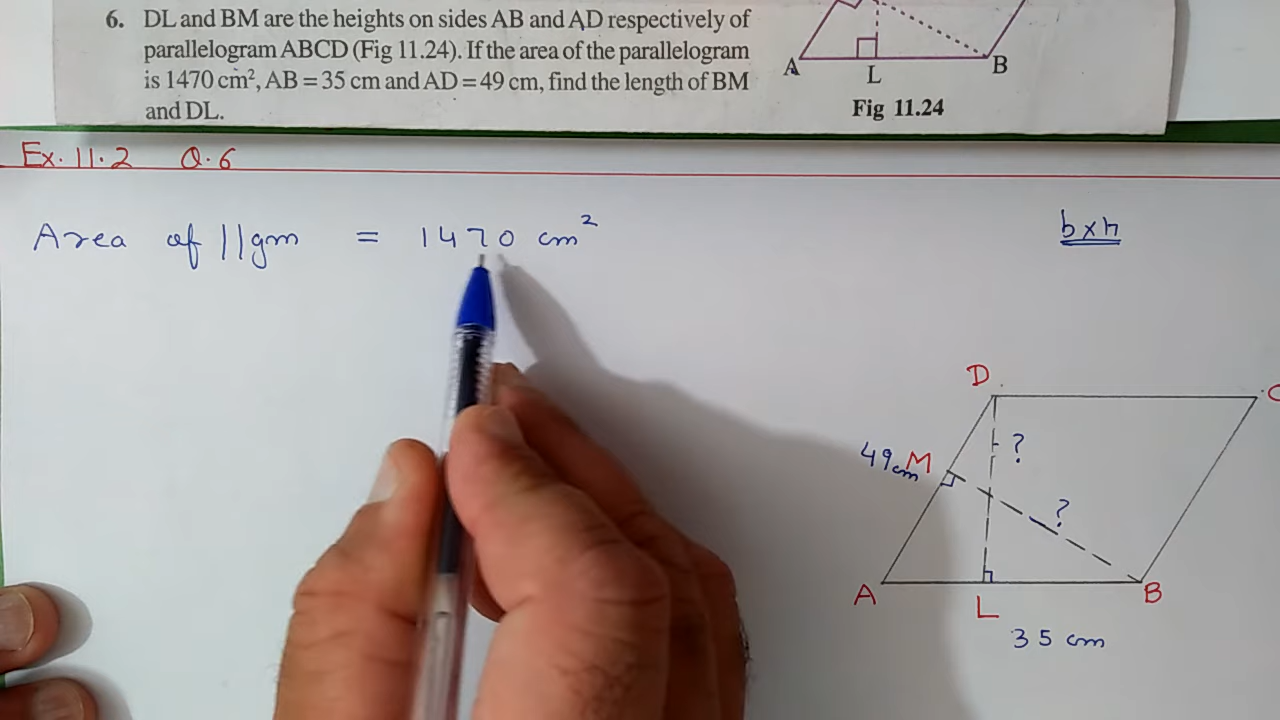 6. DL and BM are the heights on sides AB and AD respectively of
parallelogram ABCD (Fig 11.24). If the area of the parallelogram
is 1470 cm², AB = 35 cm and AD = 49 cm, find the length of BM
and DL.
A
L
B
Fig 11.24
Ex. 11.2 Q.6
Area of ||gm = 1470 cm²
b×h
D
C
49cm M
?
?
A
L
B
35 cm